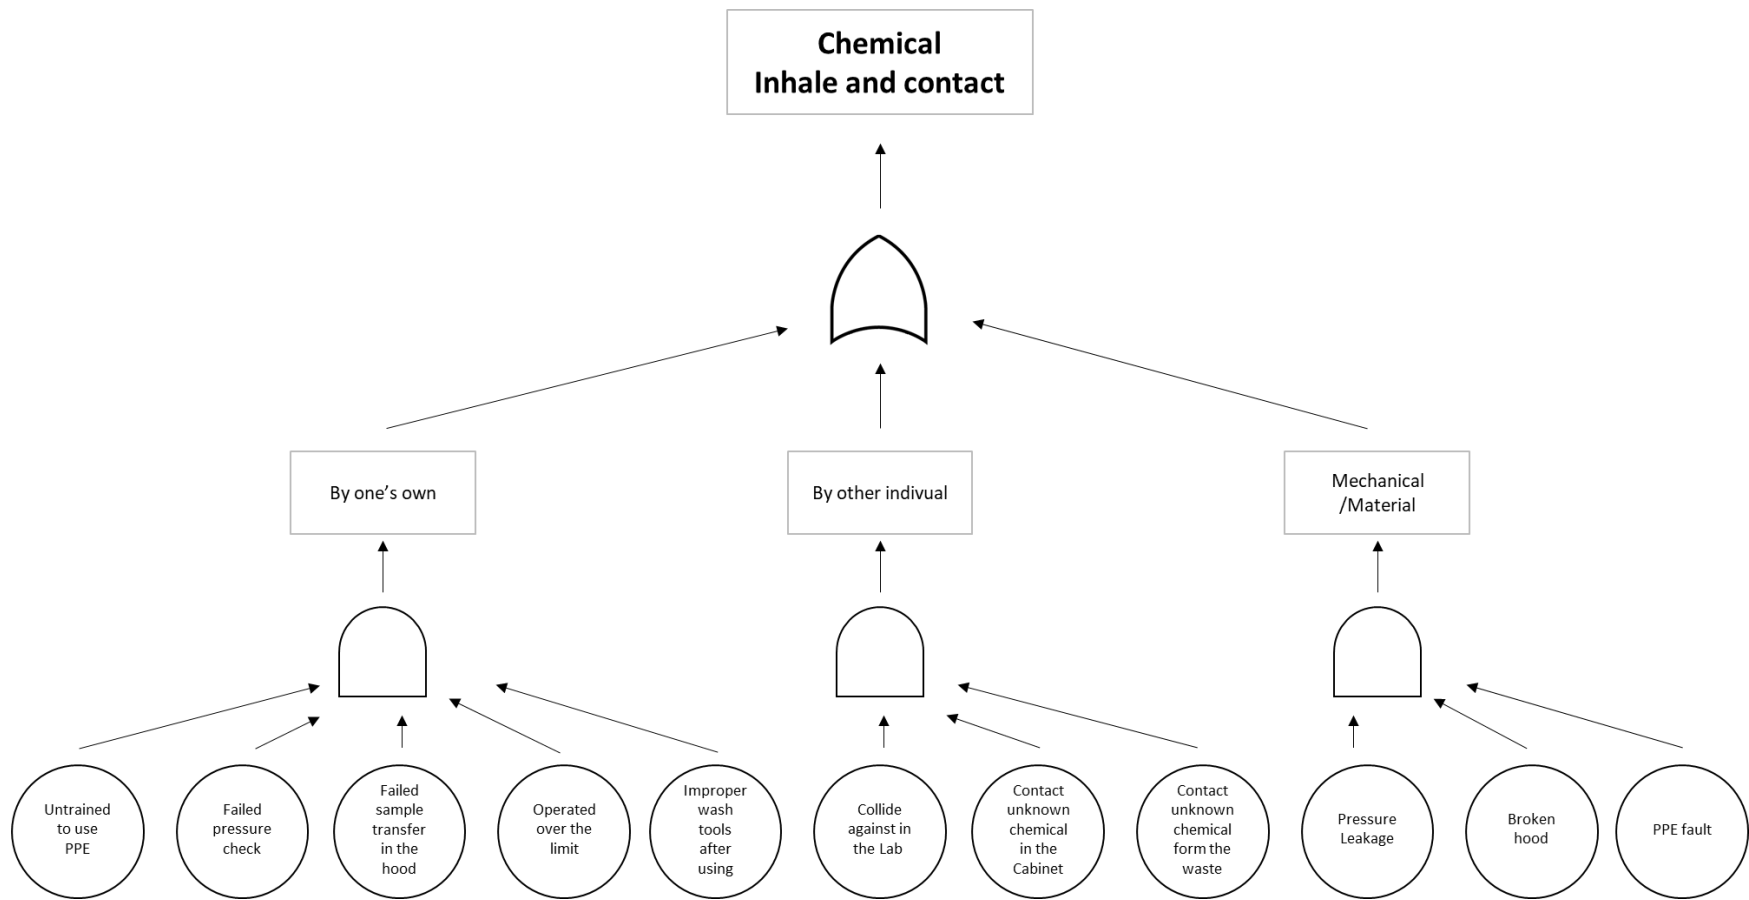 Chemical
Inhale and contact
By one's own
By other indivual
Mechanical
/Material
Untrained
to use
PPE
Failed
pressure
check
Failed
sample
transfer
in the
hood
Operated
over the
limit
Improper
wash
tools
after
using
Collide
against in
the Lab
Contact
unknown
chemical
in the
Cabinet
Contact
unknown
chemical
form the
waste
Pressure
Leakage
Broken
hood
PPE fault